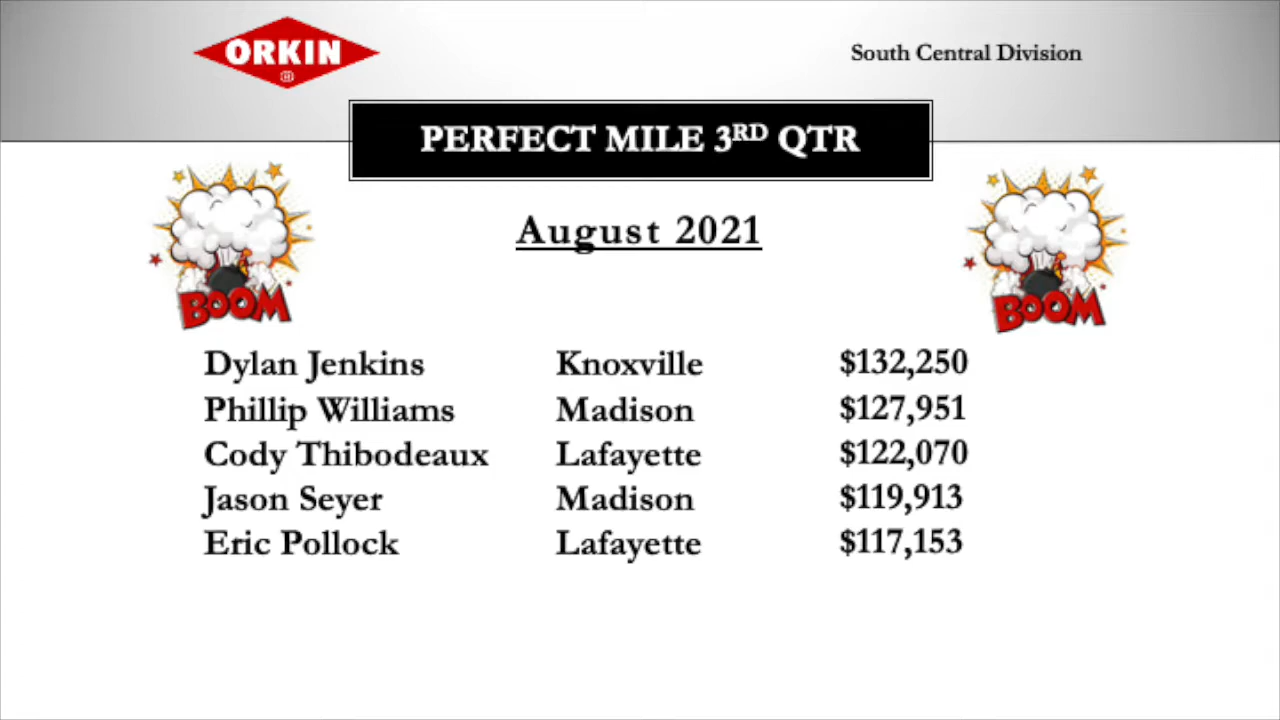 ORKIN
South Central Division
PERFECT MILE 3RD QTR
August 2021
BOOM
BOOM
Dylan Jenkins Knoxville $132,250
Phillip Williams Madison $127,951
Cody Thibodeaux Lafayette $122,070
Jason Seyer Madison $119,913
Eric Pollock Lafayette $117,153